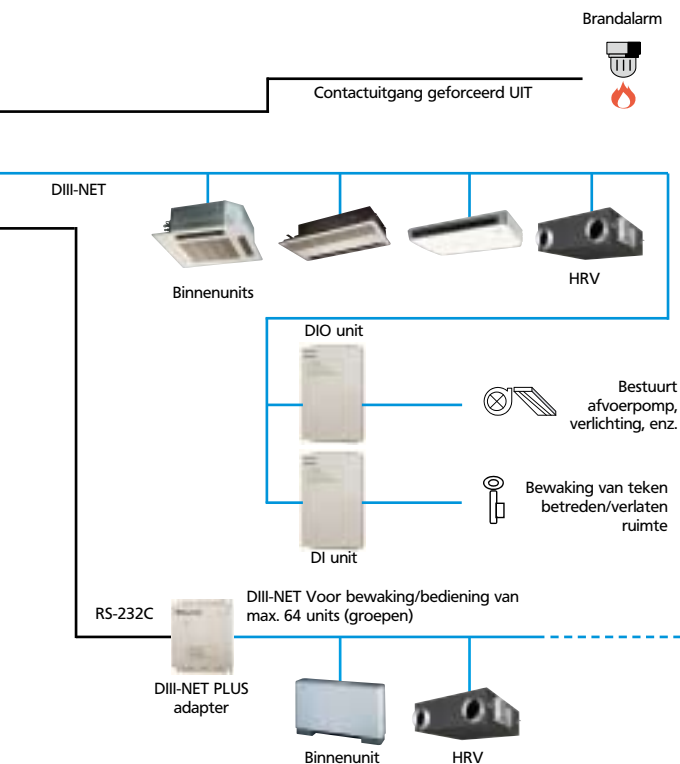 Brandalarm
Contactuitgang geforceerd UIT
DIII-NET
Binnenunits
HRV
DIO unit
Bestuurt
afvoerpomp,
verlichting, enz.
Bewaking van teken
betreden/verlaten
ruimte
DI unit
RS-232C
DIII-NET Voor bewaking/bediening van
max. 64 units (groepen)
DIII-NET PLUS
adapter
Binnenunit
HRV